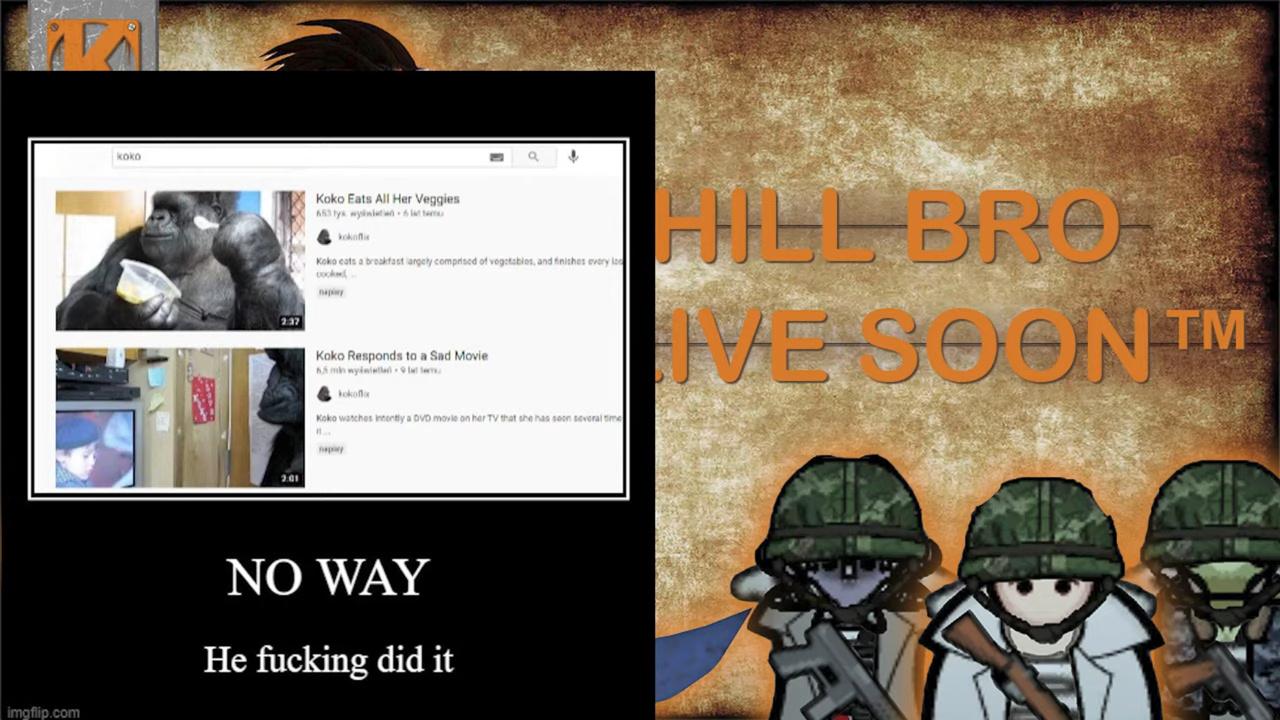 K
koko
Koko Eats All Her Veggies
653 tys. wyświetleń • 6 lat temu
kokoflix
Koko eats a breakfast largely comprised of vegetables, and finishes every las
cooked, ...
napisy
2:37
Koko Responds to a Sad Movie
6,5 mln wyświetleń • 9 lat temu
kokoflix
Koko watches intently a DVD movie on her TV that she has seen several time
it ...
napisy
2:01
HILL BRO
LIVE SOON™
NO WAY
He fucking did it
imgflip.com